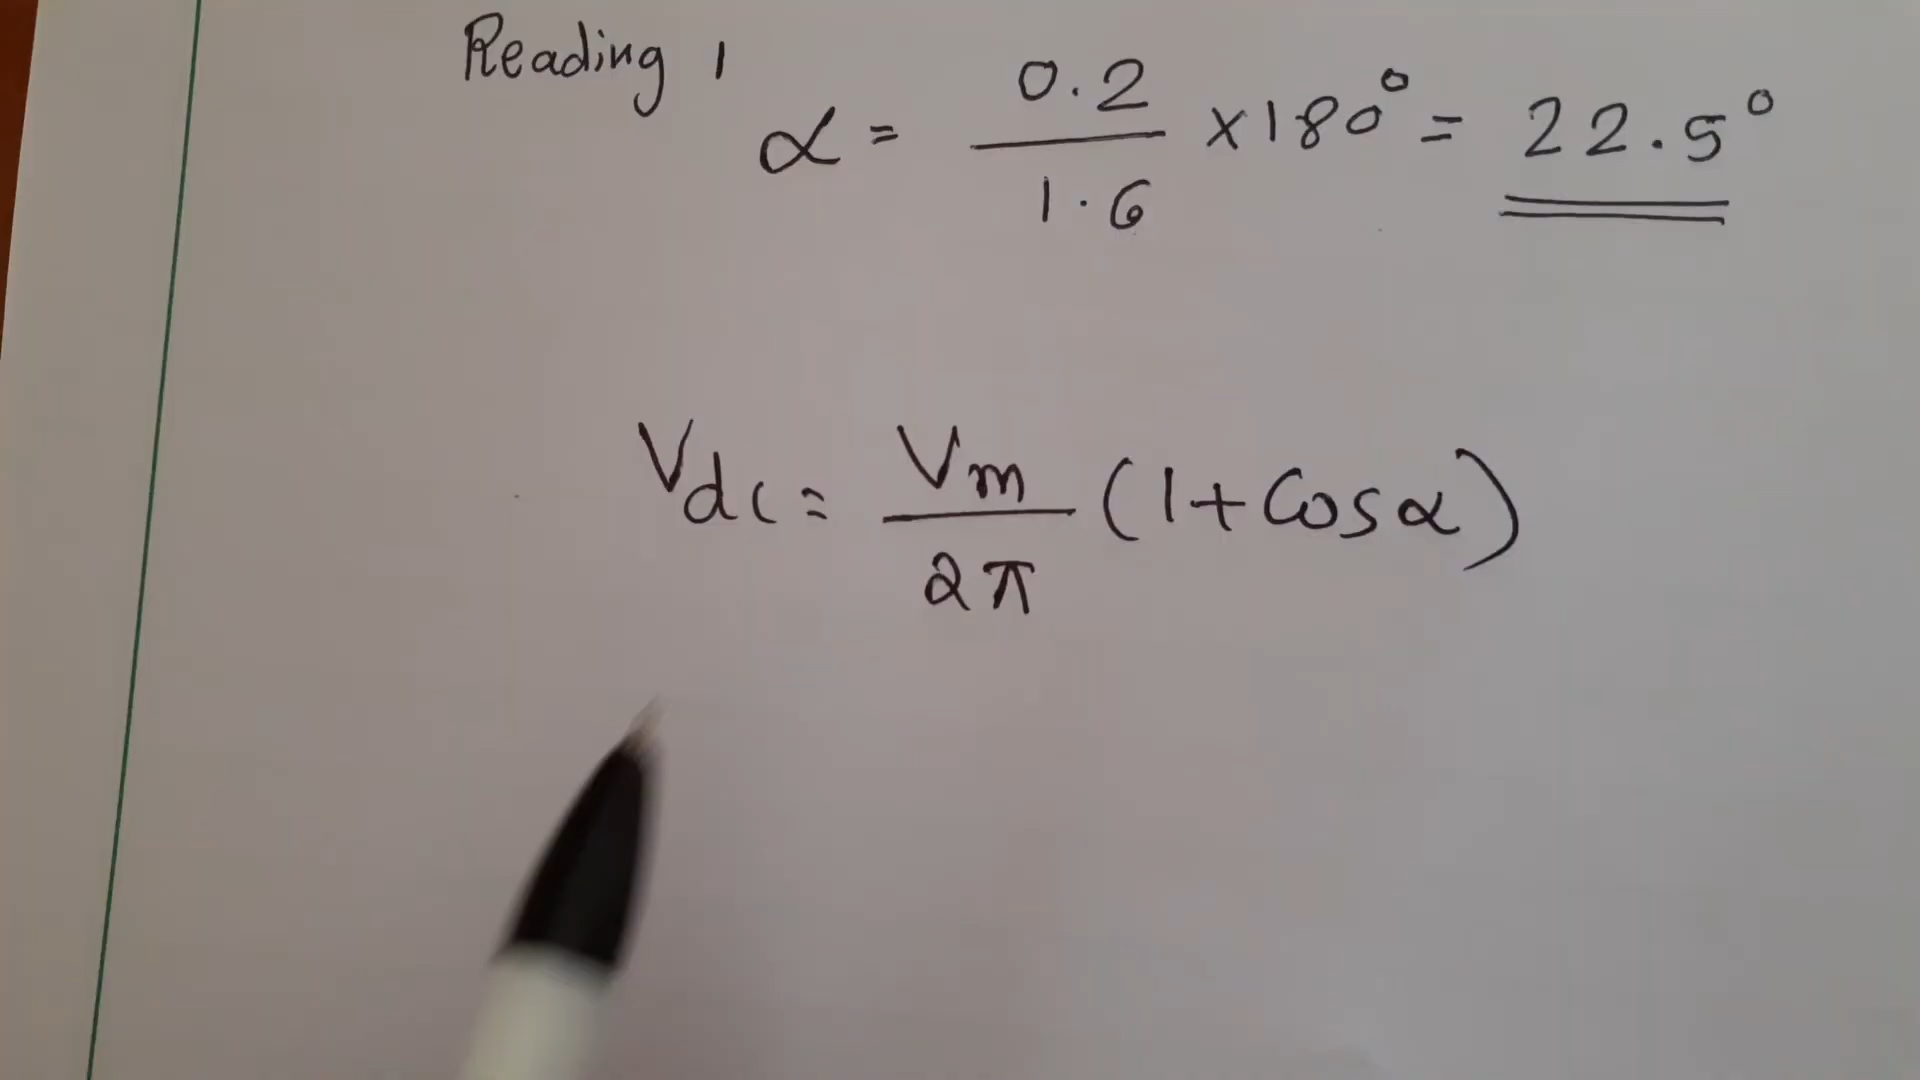 Reading 1
α = 0.2/1.6 ×180° = 22.5°
Vdc = Vm/2π (1+Cosα)